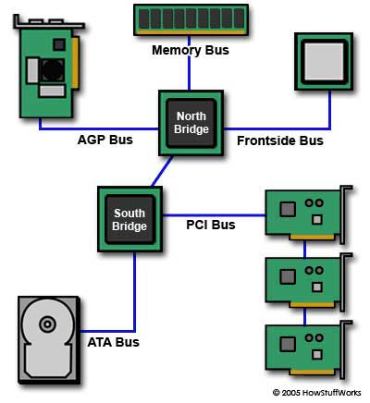 Memory Bus
North
Bridge
AGP Bus
Frontside Bus
South
Bridge
PCI Bus
ATA Bus
© 2005 HowStuffWorks